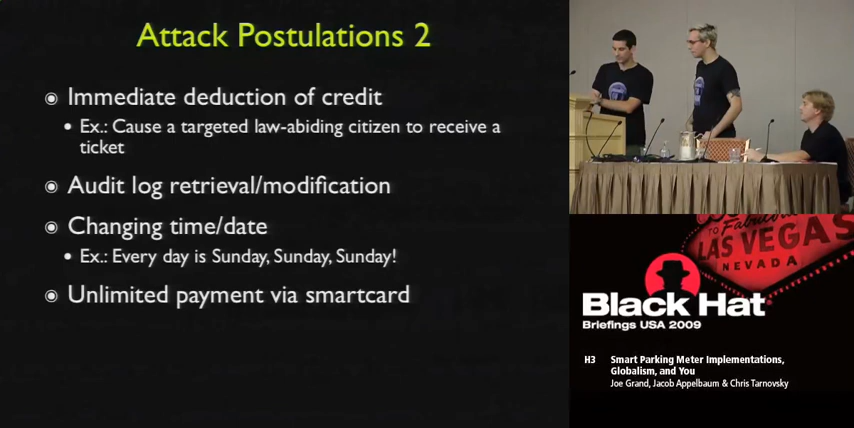 Attack Postulations 2
Immediate deduction of credit
Ex.: Cause a targeted law-abiding citizen to receive a
ticket
Audit log retrieval/modification
Changing time/date
Ex.: Every day is Sunday, Sunday, Sunday!
Unlimited payment via smartcard
TO Fabulous
LAS VEGAS
NEVADA
Black Hat
Briefings USA 2009
H3 Smart Parking Meter Implementations,
Globalism, and You
Joe Grand, Jacob Appelbaum & Chris Tarnovsky